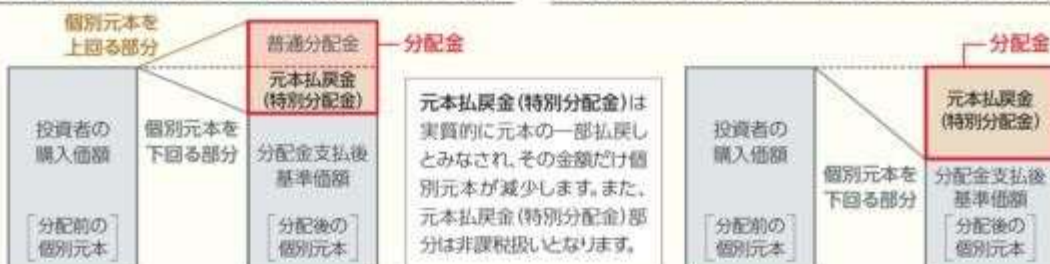 個別元本を
上回る部分
普通分配金
分配金
元本払戻金
(特別分配金)
投資者の
購入価額
個別元本を
下回る部分
分配金支払後
基準価額
[分配前の
個別元本]
[分配後の
個別元本]
元本払戻金(特別分配金)は
実質的に元本の一部払戻し
とみなされ、その金額だけ個
別元本が減少します。また、
元本払戻金(特別分配金)部
分は非課税扱いとなります。
分配金
元本払戻金
(特別分配金)
投資者の
購入価額
個別元本を
下回る部分
分配金支払後
基準価額
[分配前の
個別元本]
[分配後の
個別元本]